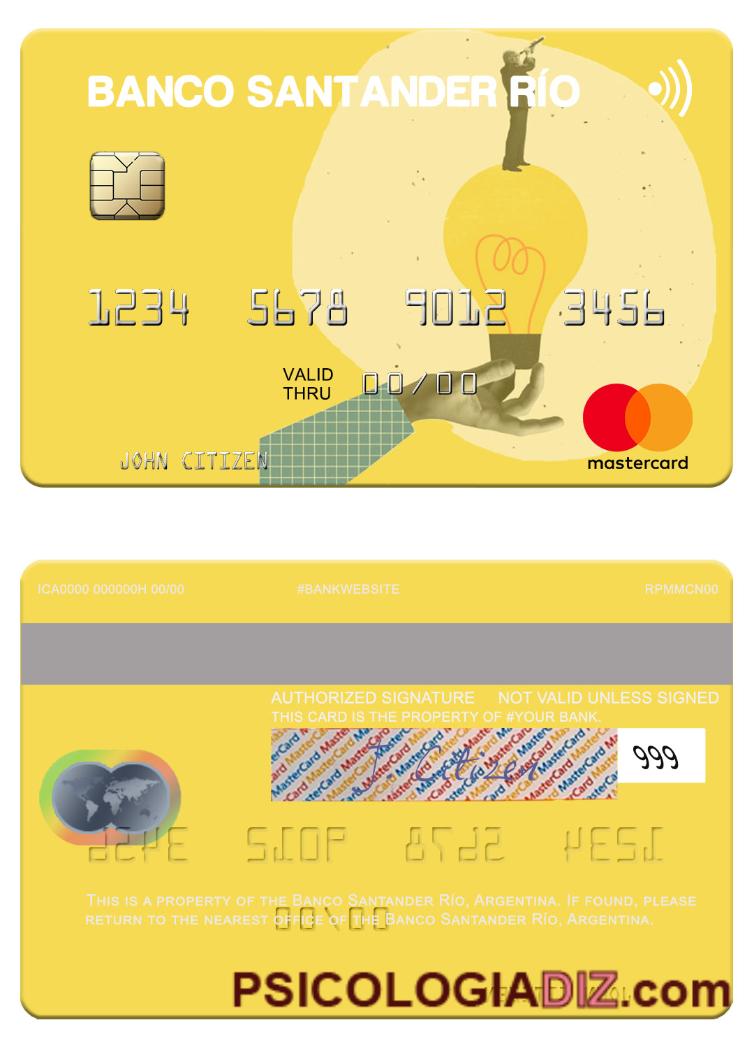 BANCO SANTANDER RÍO
1234 5678 9012 3456
VALID
THRU 00/00
JOHN CITIZEN
mastercard
ICA0000 000000H 00/00 #BANKWEBSITE RPMMCN00
AUTHORIZED SIGNATURE NOT VALID UNLESS SIGNED
THIS CARD IS THE PROPERTY OF #YOUR BANK.
J. Citizen
999
THIS IS A PROPERTY OF THE BANCO SANTANDER RÍO, ARGENTINA. IF FOUND, PLEASE
RETURN TO THE NEAREST OFFICE OF THE BANCO SANTANDER RÍO, ARGENTINA.
PSICOLOGIADIZ.com